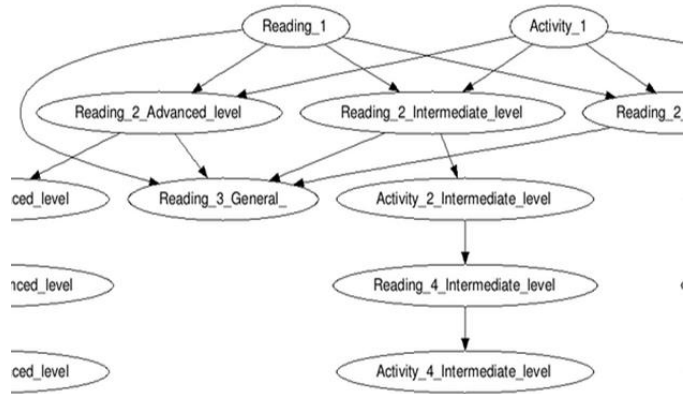 Reading_1
Activity_1
Reading_2_Advanced_level
Reading_2_Intermediate_level
Reading_2_
ced_level
Reading_3_General_
Activity_2_Intermediate_level
nced_level
Reading_4_Intermediate_level
ced_level
Activity_4_Intermediate_level